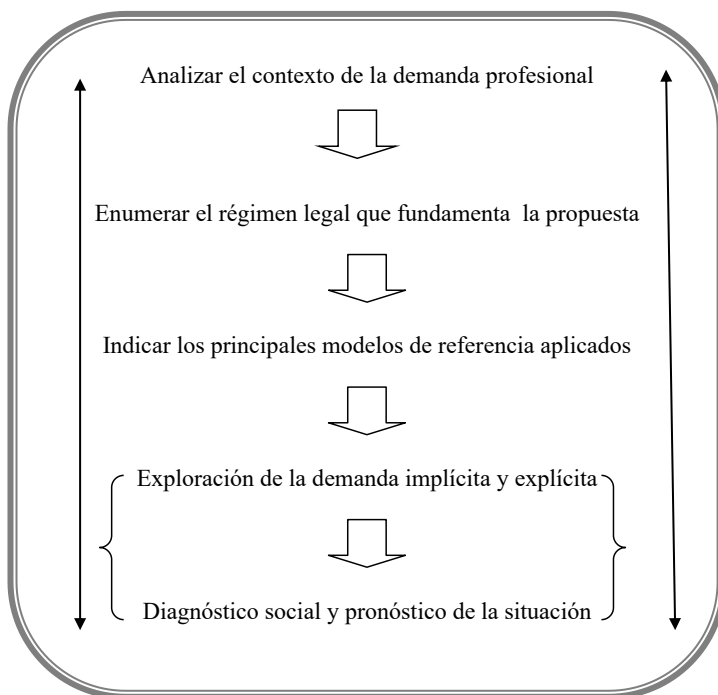 Analizar el contexto de la demanda profesional
Enumerar el régimen legal que fundamenta la propuesta
Indicar los principales modelos de referencia aplicados
Exploración de la demanda implícita y explícita
Diagnóstico social y pronóstico de la situación